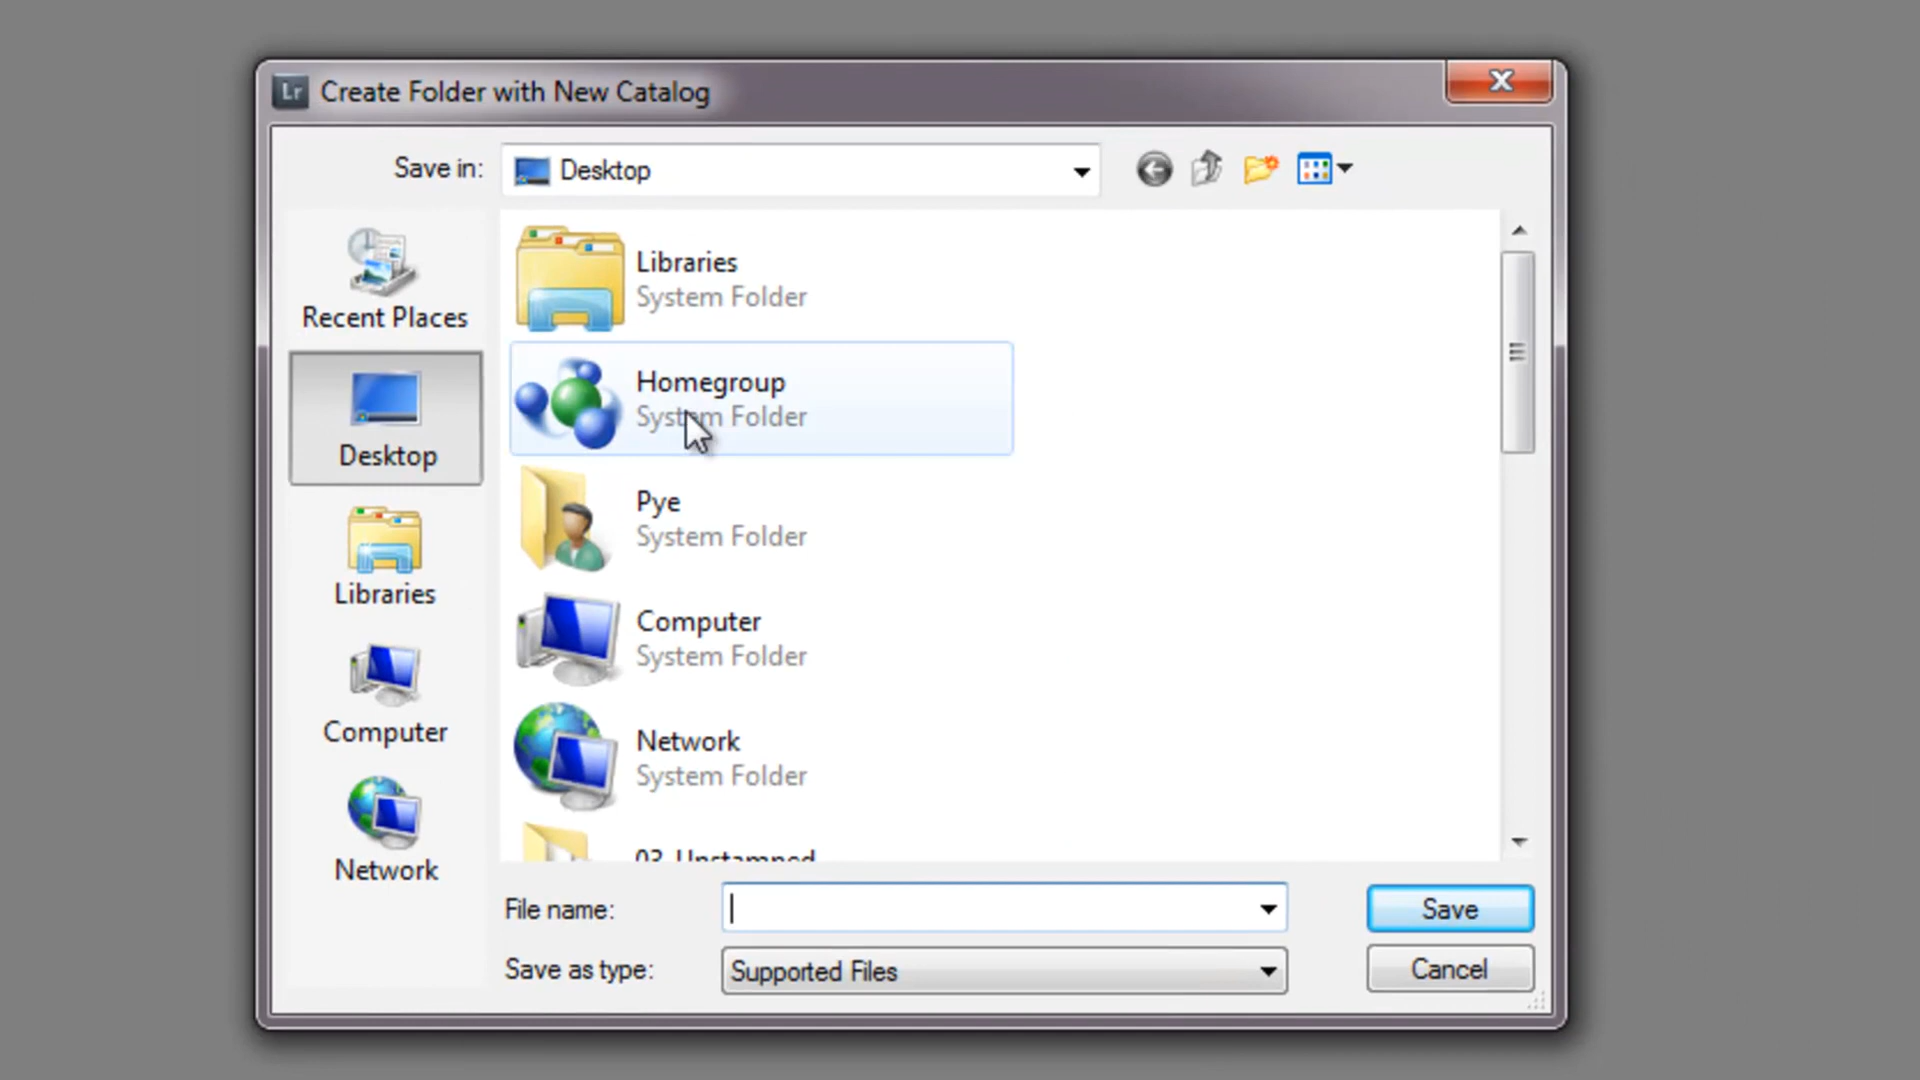 Lr Create Folder with New Catalog
Save in: Desktop
Recent Places
Desktop
Libraries
Computer
Network
Libraries
System Folder
Homegroup
System Folder
Pye
System Folder
Computer
System Folder
Network
System Folder
03_Unstamped
File name:
Save
Save as type: Supported Files
Cancel